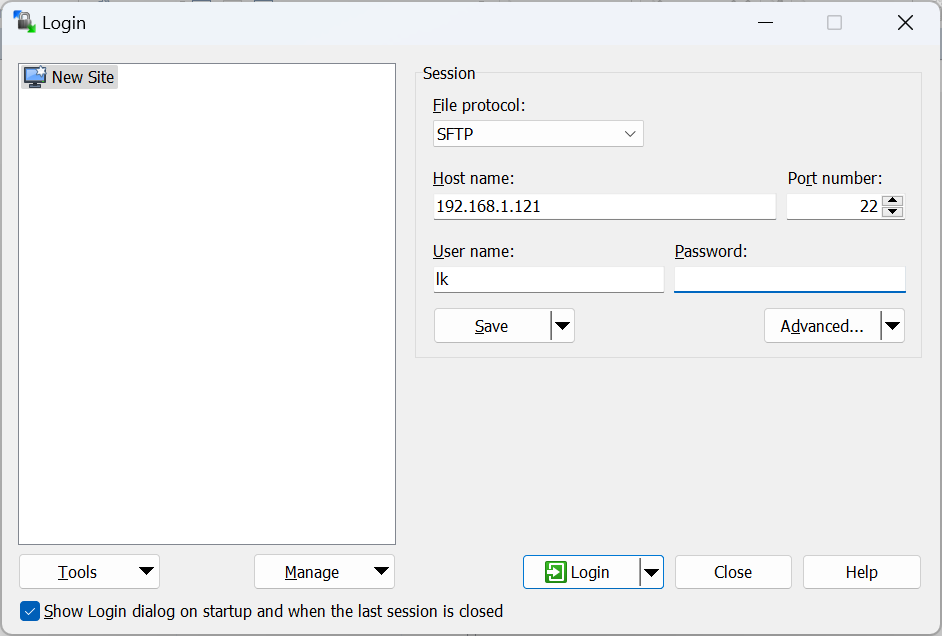 Login
New Site
Session
File protocol:
SFTP
Host name:
Port number:
192.168.1.121
22
User name:
Password:
lk
Save
Advanced...
Tools
Manage
Login
Close
Help
Show Login dialog on startup and when the last session is closed